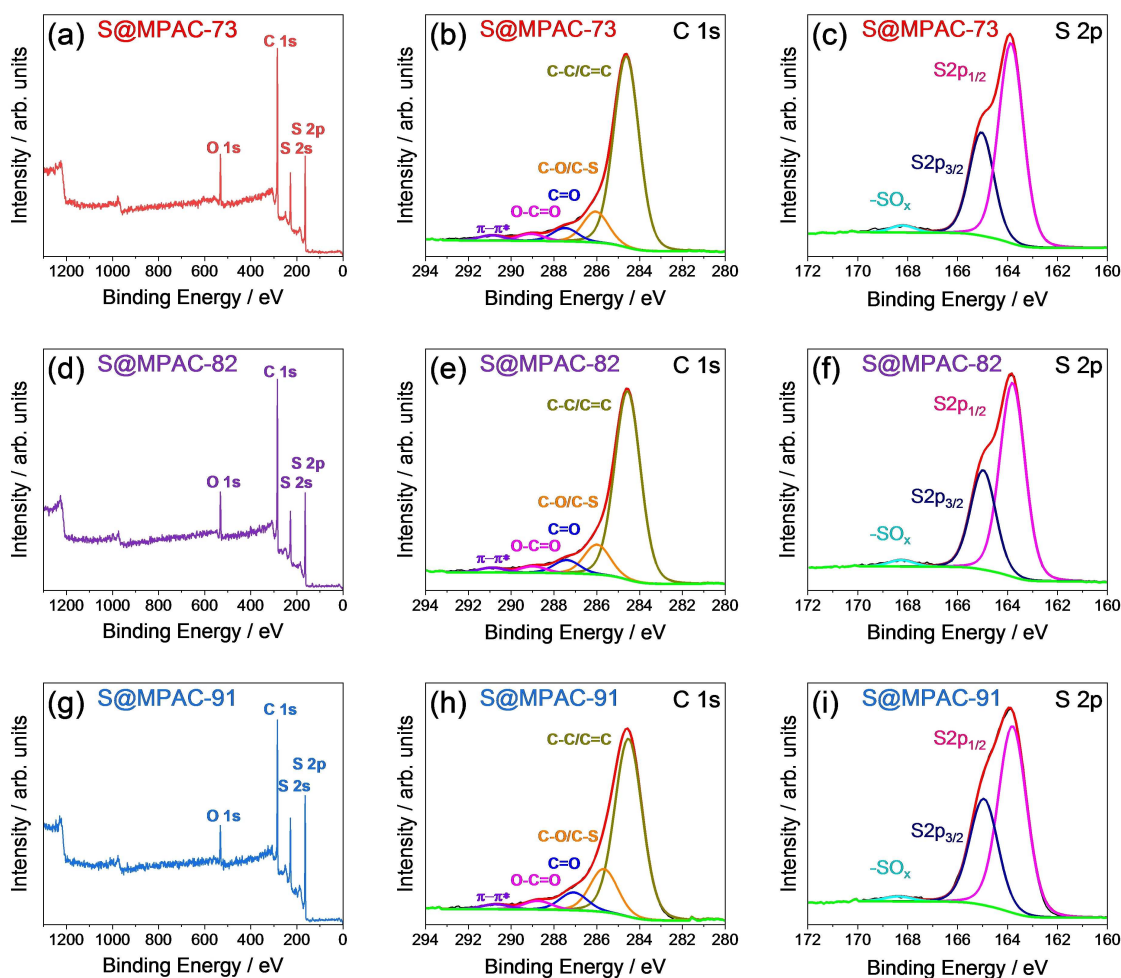 (a) S@MPAC-73
C 1s
S 2p
O 1s S 2s
Intensity / arb. units
1200 1000 800 600 400 200 0
Binding Energy / eV
(b) S@MPAC-73 C 1s
C-C/C=C
C-O/C-S
C=O
O-C=O
π-π*
Intensity / arb. units
294 292 290 288 286 284 282 280
Binding Energy / eV
(c) S@MPAC-73 S 2p
S2p1/2
S2p3/2
-SOx
Intensity / arb. units
172 170 168 166 164 162 160
Binding Energy / eV
(d) S@MPAC-82
C 1s
S 2p
O 1s S 2s
Intensity / arb. units
1200 1000 800 600 400 200 0
Binding Energy / eV
(e) S@MPAC-82 C 1s
C-C/C=C
C-O/C-S
C=O
O-C=O
π-π*
Intensity / arb. units
294 292 290 288 286 284 282 280
Binding Energy / eV
(f) S@MPAC-82 S 2p
S2p1/2
S2p3/2
-SOx
Intensity / arb. units
172 170 168 166 164 162 160
Binding Energy / eV
(g) S@MPAC-91
C 1s
S 2p
S 2s
O 1s
Intensity / arb. units
1200 1000 800 600 400 200 0
Binding Energy / eV
(h) S@MPAC-91 C 1s
C-C/C=C
C-O/C-S
C=O
O-C=O
π-π*
Intensity / arb. units
294 292 290 288 286 284 282 280
Binding Energy / eV
(i) S@MPAC-91 S 2p
S2p1/2
S2p3/2
-SOx
Intensity / arb. units
172 170 168 166 164 162 160
Binding Energy / eV